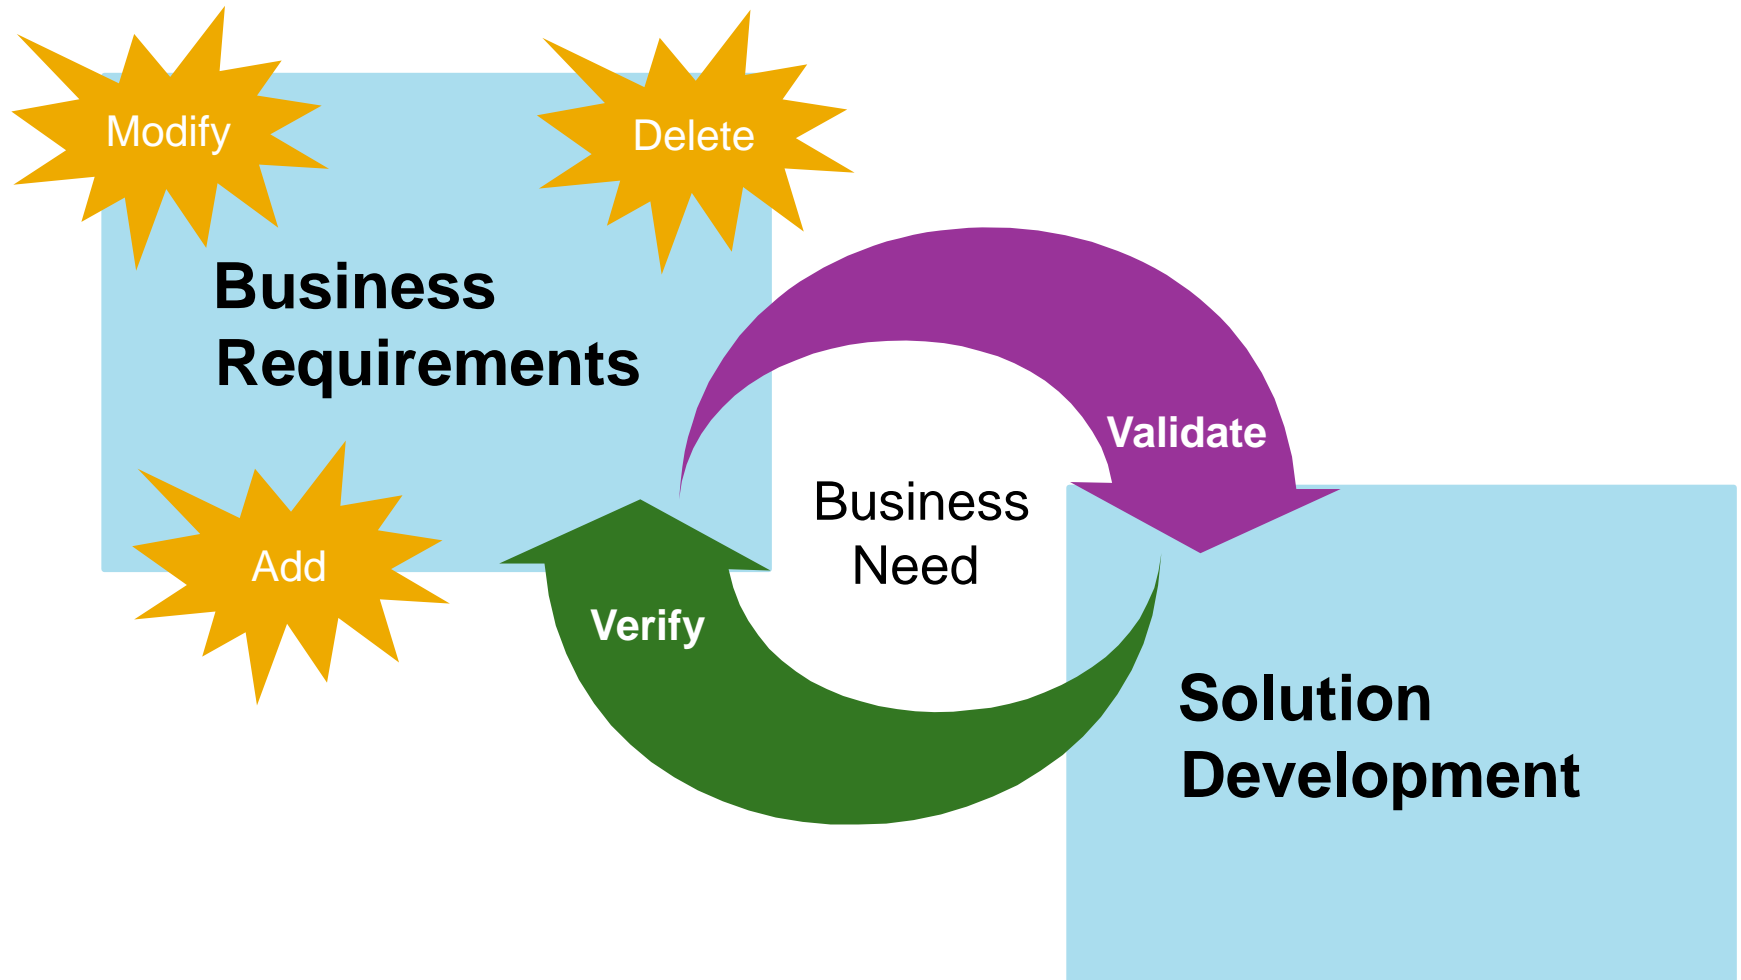 Modify
Delete
Business
Requirements
Add
Validate
Business
Need
Verify
Solution
Development